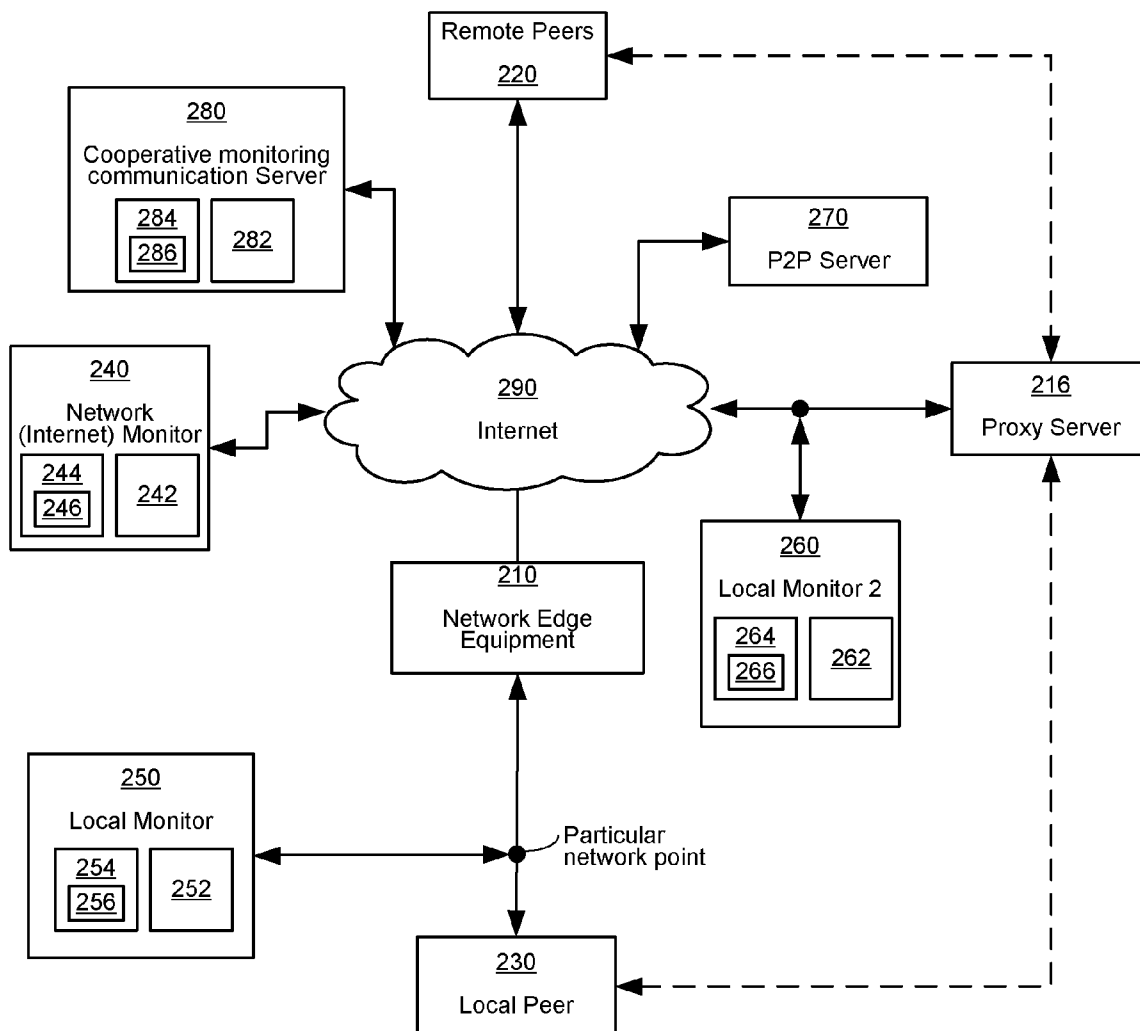 Remote Peers
220
280
Cooperative monitoring
communication Server
284
286
282
270
P2P Server
240
Network
(Internet) Monitor
244
246
242
290
Internet
216
Proxy Server
210
Network Edge
Equipment
260
Local Monitor 2
264
266
262
250
Local Monitor
254
256
252
Particular
network point
230
Local Peer